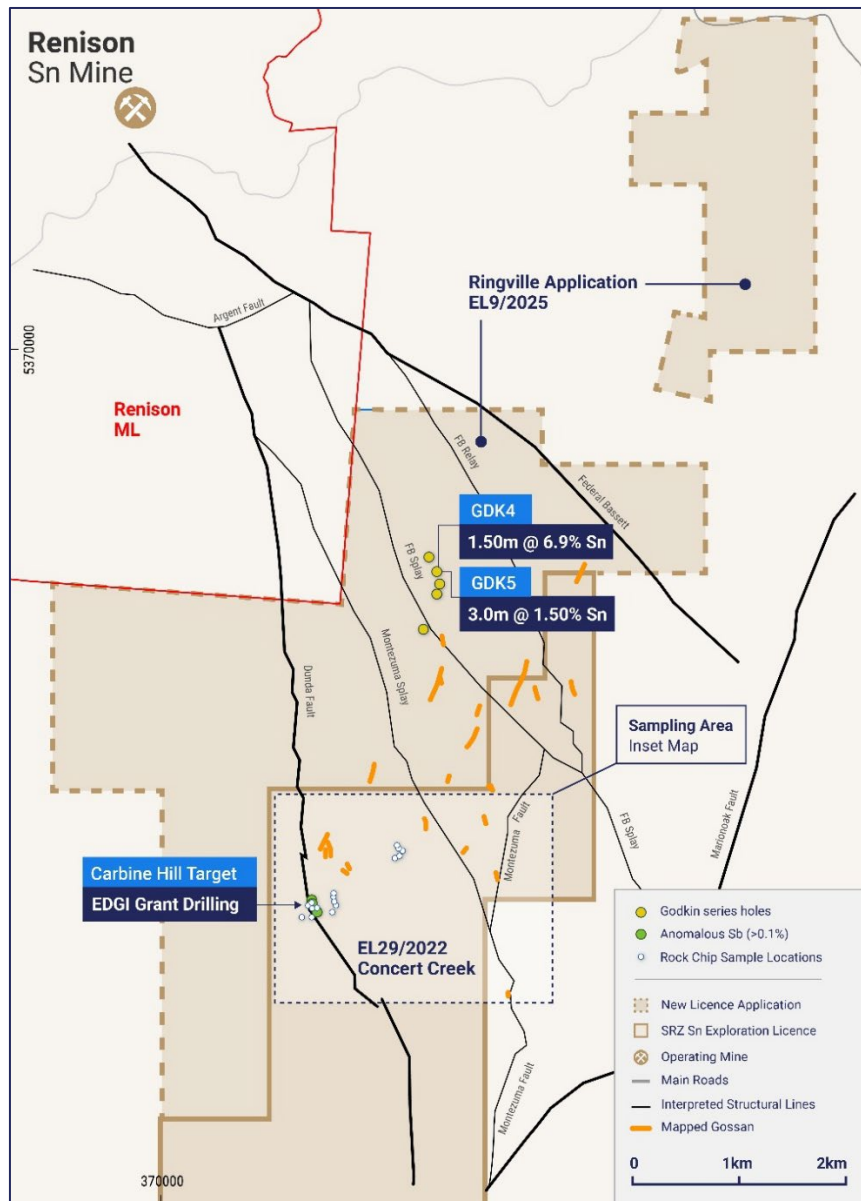 Renison
Sn Mine
Argent Fault
5370000
Renison
ML
Ringville Application
EL9/2025
FB Relay
Federal Bassett
GDK4
1.50m @ 6.9% Sn
FB Splay
GDK5
3.0m @ 1.50% Sn
Montezuma Splay
Dunda Fault
Sampling Area
Inset Map
Montezuma Fault
FB Splay
Marionoak Fault
Carbine Hill Target
EDGI Grant Drilling
EL29/2022
Concert Creek
Montezuma Fault
370000
Godkin series holes
Anomalous Sb (>0.1%)
Rock Chip Sample Locations
New Licence Application
SRZ Sn Exploration Licence
Operating Mine
Main Roads
Interpreted Structural Lines
Mapped Gossan
0 1km 2km